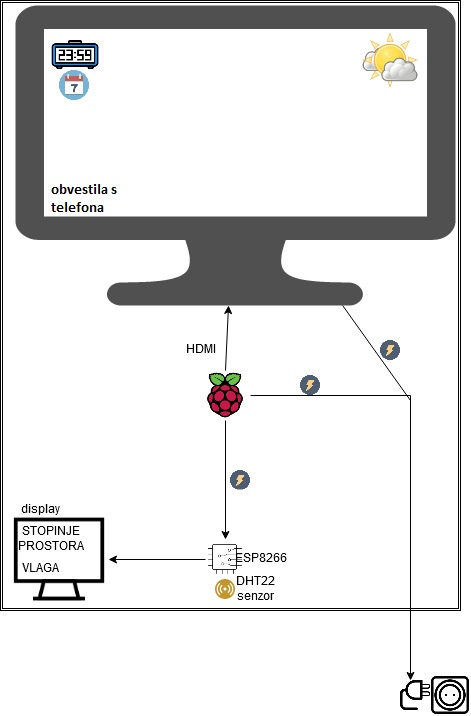 23:59
7
obvestila s
telefona
HDMI
display
STOPINJE
PROSTORA
VLAGA
ESP8266
DHT22
senzor